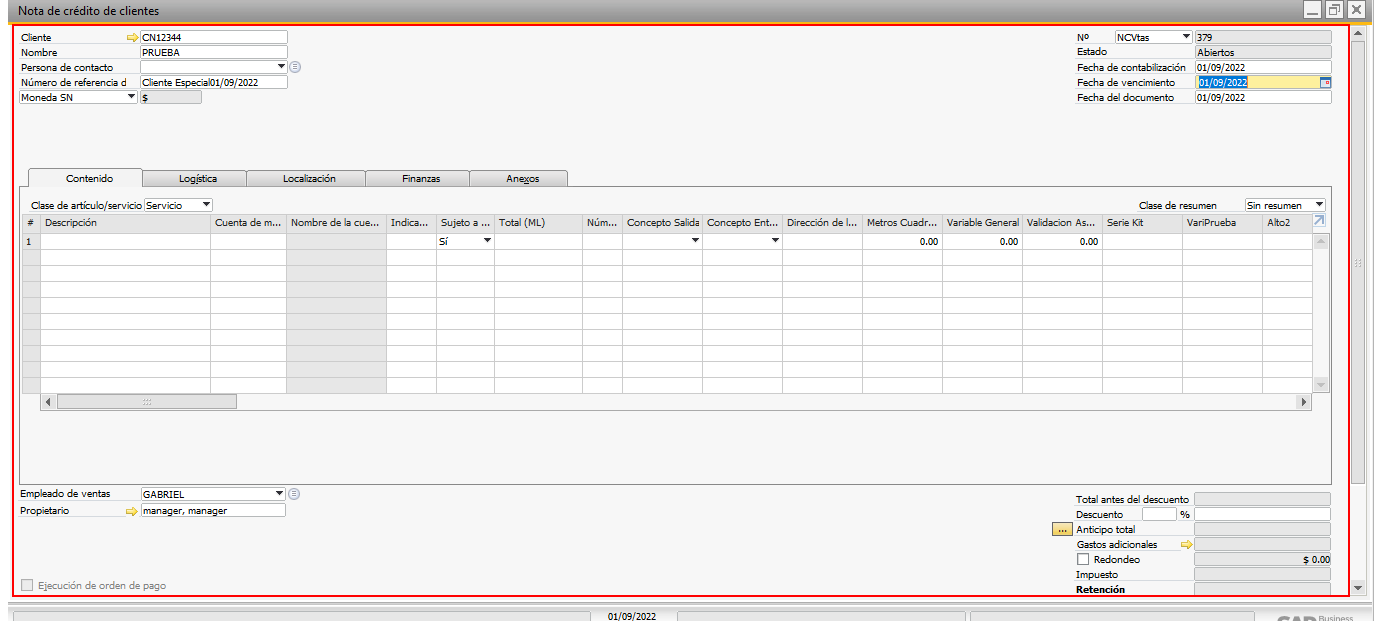 Nota de crédito de clientes
Cliente CN12344
Nombre PRUEBA
Persona de contacto
Número de referencia d Cliente Especial01/09/2022
Moneda SN $
Nº NCVtas 379
Estado Abiertos
Fecha de contabilización 01/09/2022
Fecha de vencimiento 01/09/2022
Fecha del documento 01/09/2022
Contenido Logística Localización Finanzas Anexos
Clase de artículo/servicio Servicio Clase de resumen Sin resumen
# Descripción Cuenta de m... Nombre de la cue... Indica... Sujeto a ... Total (ML) Núm... Concepto Salida Concepto Ent... Dirección de l... Metros Cuadr... Variable General Validacion As... Serie Kit VariPrueba Alto2
1 Sí 0.00 0.00 0.00
Empleado de ventas GABRIEL
Propietario manager, manager
Total antes del descuento
Descuento %
... Anticipo total
Gastos adicionales
Redondeo $ 0.00
Impuesto
Retención
Ejecución de orden de pago
01/09/2022
SAP Business